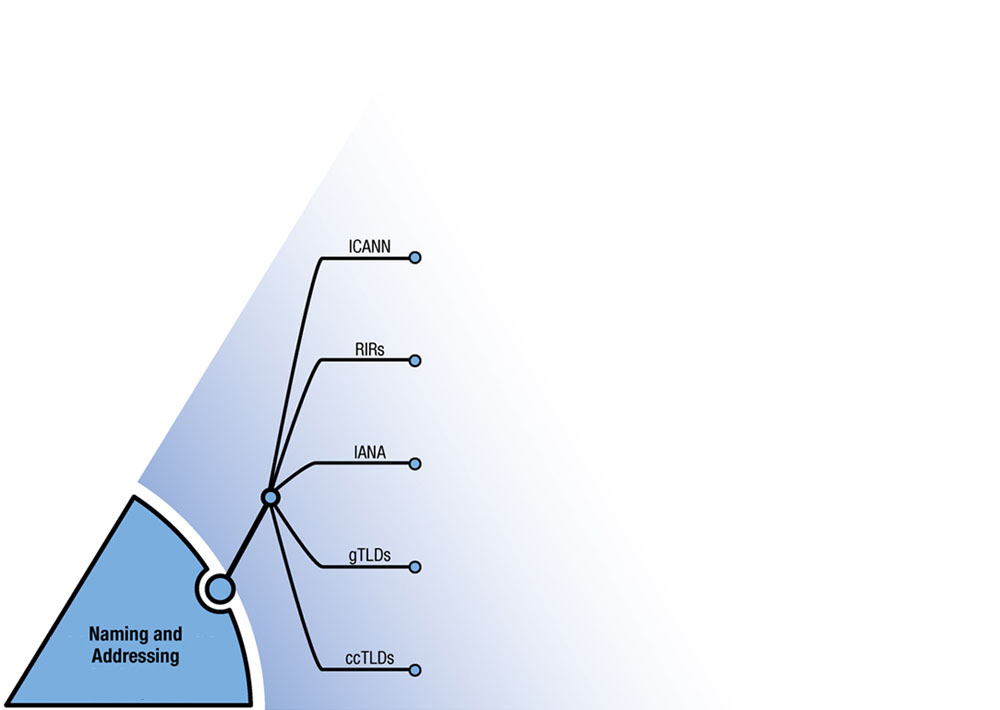 ICANN
RIRs
IANA
gTLDs
ccTLDs
Naming and
Addressing